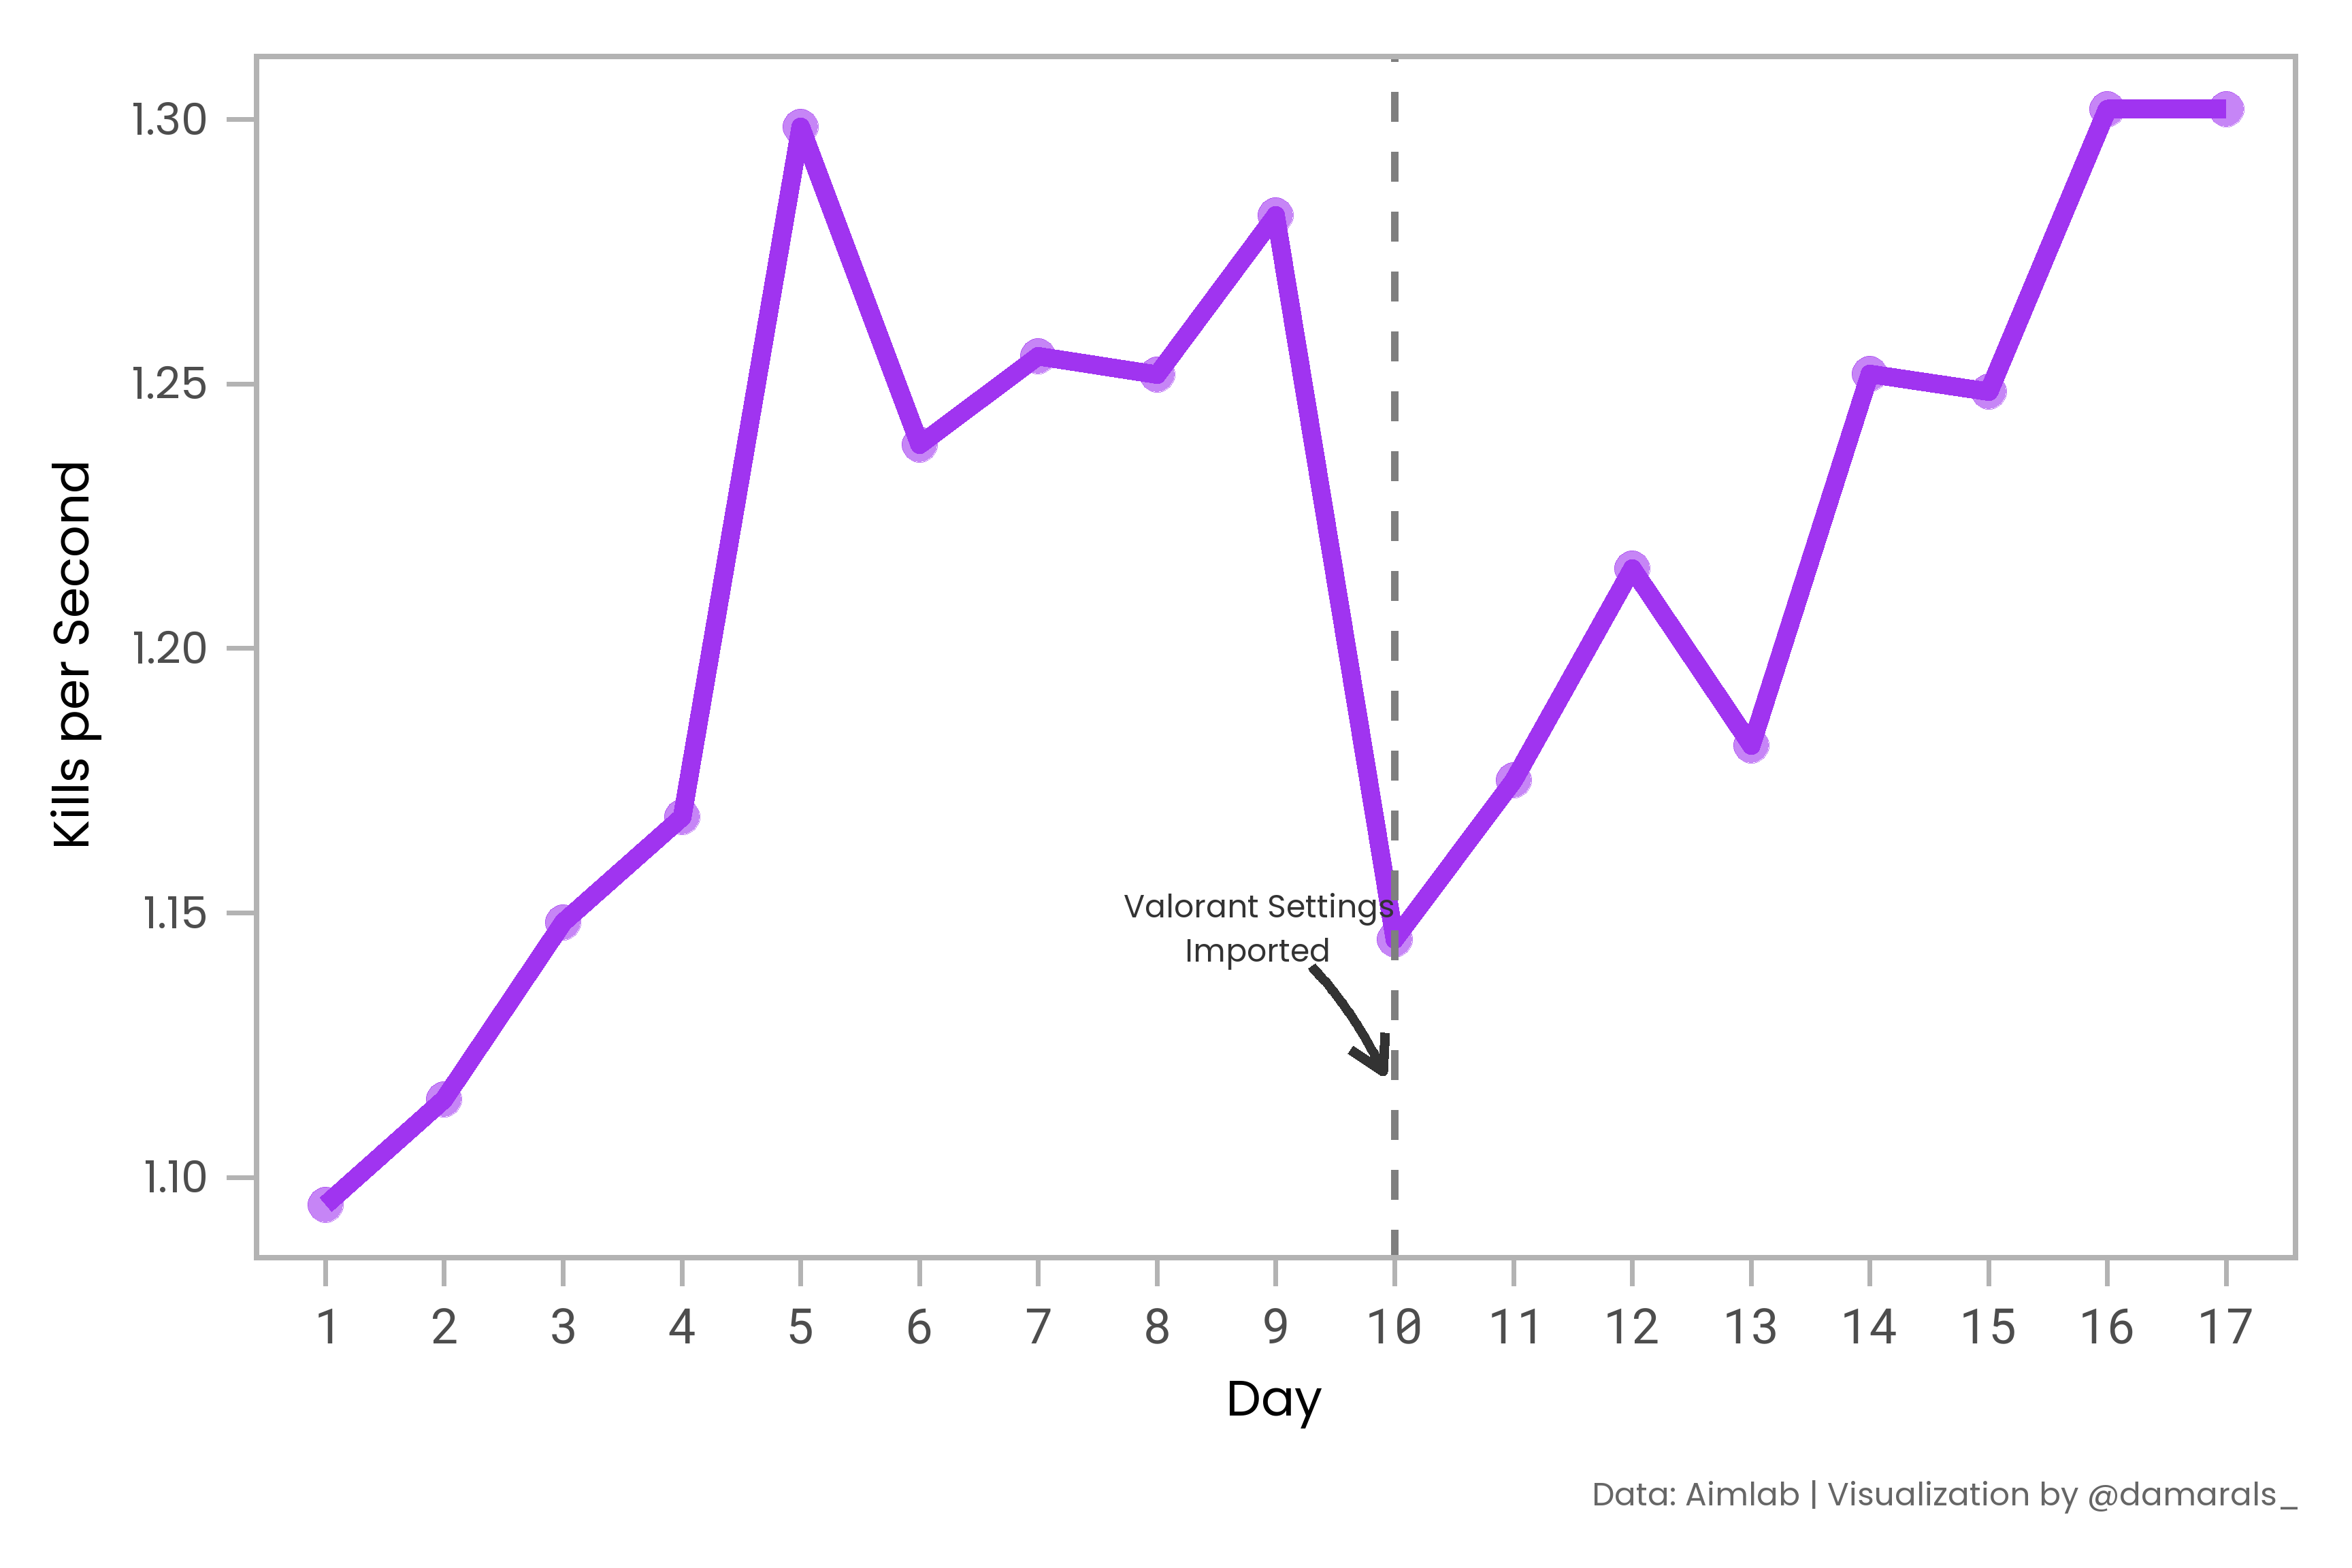 1.30
1.25
1.20
1.15
1.10
Kills per Second
Valorant Settings
Imported
1 2 3 4 5 6 7 8 9 10 11 12 13 14 15 16 17
Day
Data: Aimlab | Visualization by @damarals_